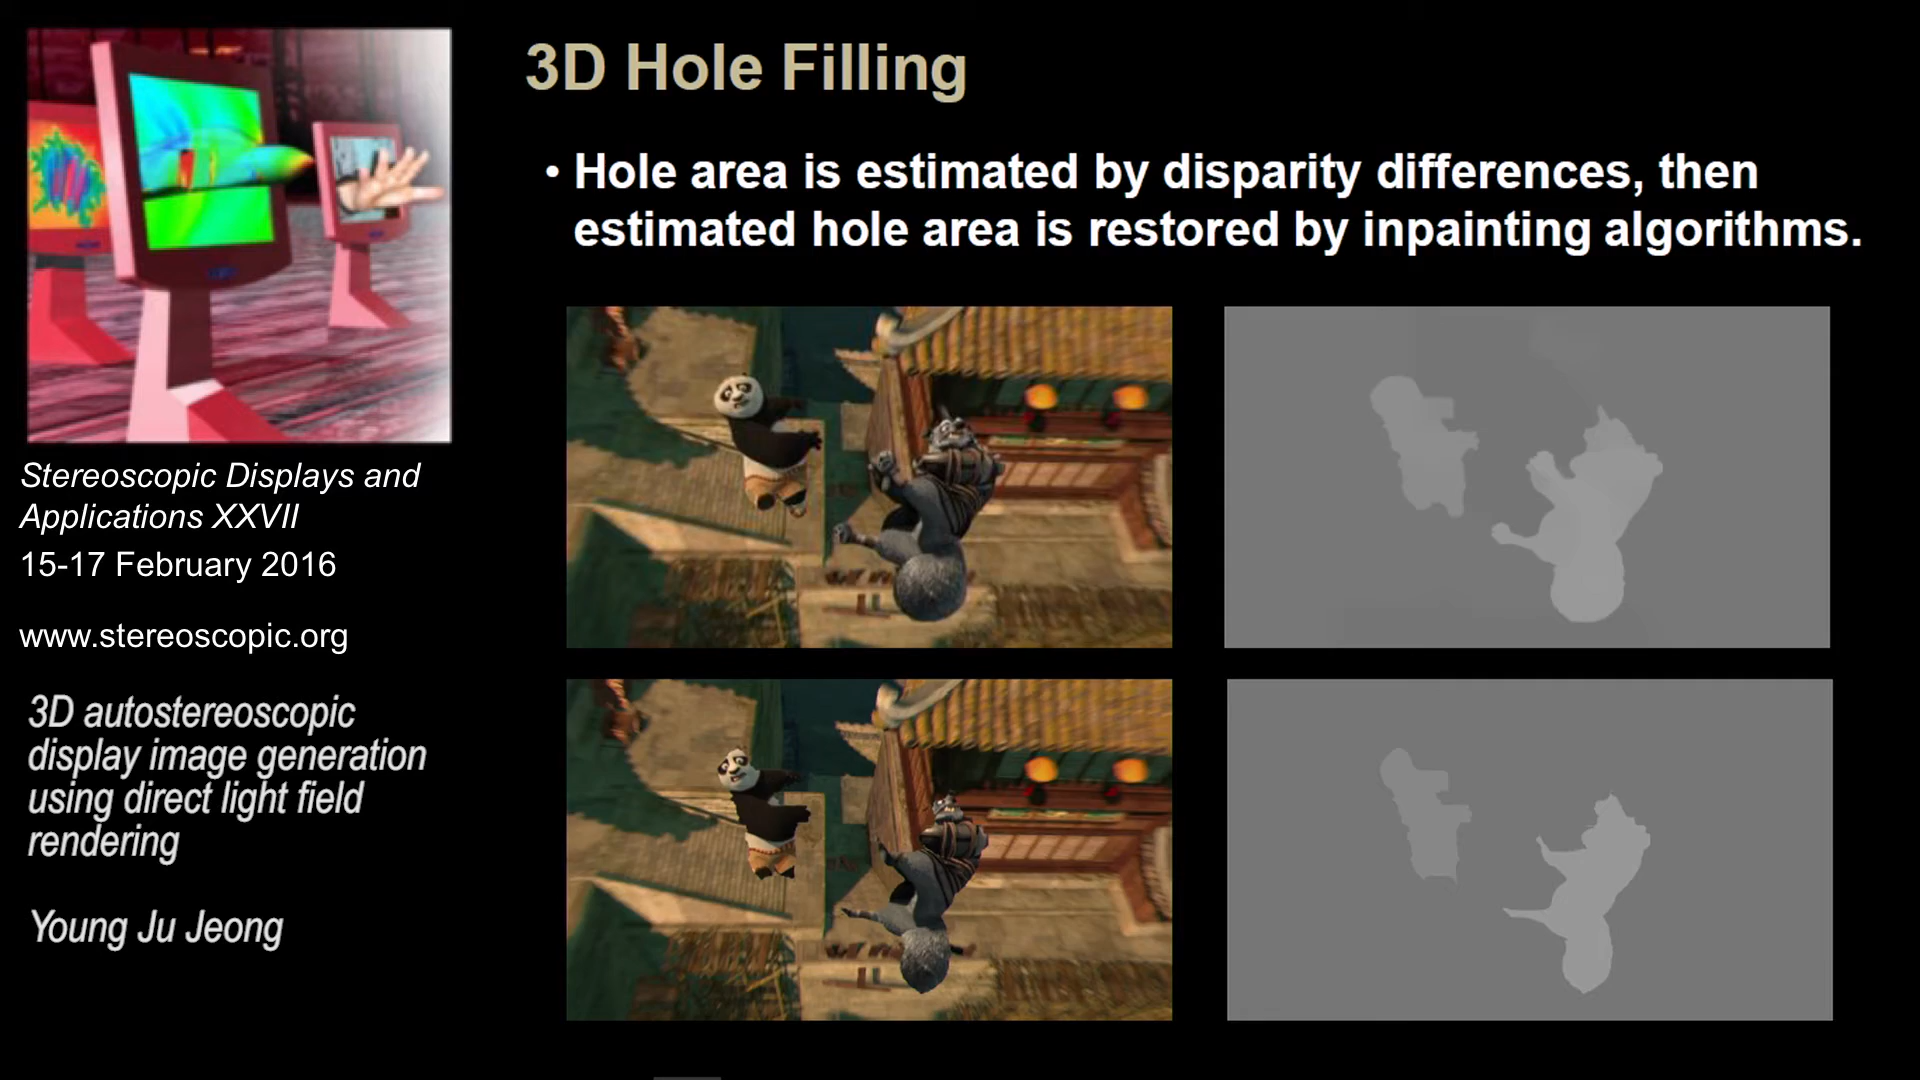 3D Hole Filling
• Hole area is estimated by disparity differences, then
estimated hole area is restored by inpainting algorithms.
Stereoscopic Displays and
Applications XXVII
15-17 February 2016
www.stereoscopic.org
3D autostereoscopic
display image generation
using direct light field
rendering
Young Ju Jeong